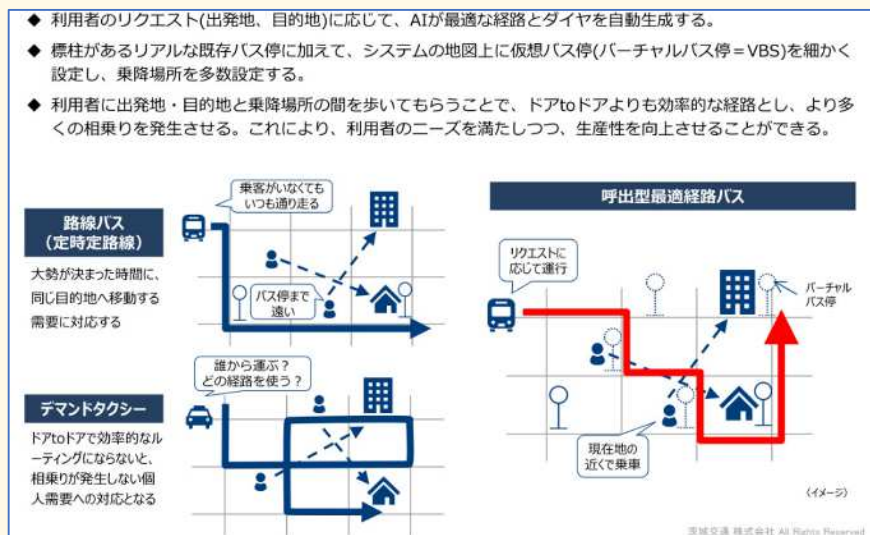 ◆ 利用者のリクエスト(出発地、目的地)に応じて、AIが最適な経路とダイヤを自動生成する。
◆ 標柱があるリアルな既存バス停に加えて、システムの地図上に仮想バス停(バーチャルバス停＝VBS)を細かく
設定し、乗降場所を多数設定する。
◆ 利用者に出発地・目的地と乗降場所の間を歩いてもらうことで、ドアtoドアよりも効率的な経路とし、より多
くの相乗りを発生させる。これにより、利用者のニーズを満たしつつ、生産性を向上させることができる。
路線バス
(定時定路線)
大勢が決まった時間に、
同じ目的地へ移動する
需要に対応する
乗客がいなくても
いつも通り走る
バス停まで
遠い
デマンドタクシー
ドアtoドアで効率的なル
ーティングにならないと、
相乗りが発生しない個
人需要への対応となる
誰から運ぶ？
どの経路を使う？
呼出型最適経路バス
リクエストに
応じて運行
バーチャル
バス停
現在地の
近くで乗車
(イメージ)
茨城交通 株式会社 All Rights Reserved